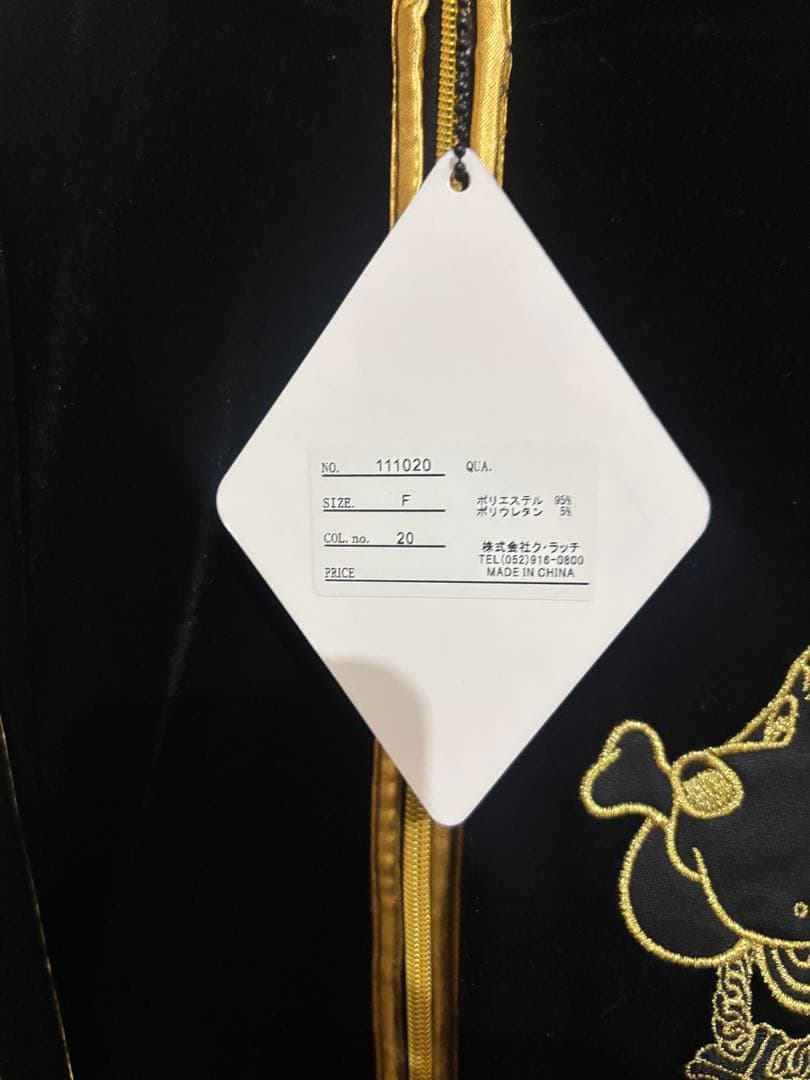 NO. 111020 QUA.
SIZE. F
ポリエステル 95%
ポリウレタン 5%
COL. no. 20
株式会社ク・ラッチ
TEL(052)916-0800
PRICE
MADE IN CHINA